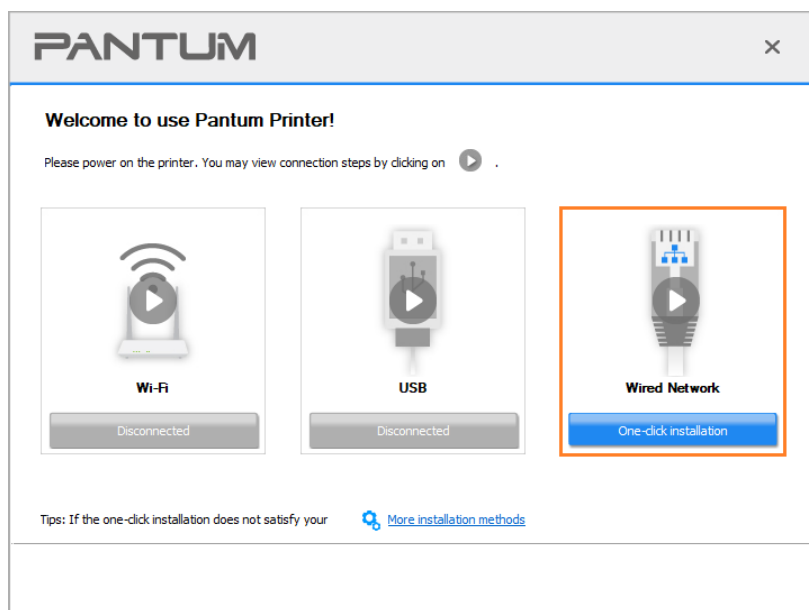 PANTUM
Welcome to use Pantum Printer!
Please power on the printer. You may view connection steps by clicking on .
Wi-Fi
USB
Wired Network
Disconnected
Disconnected
One-click installation
Tips: If the one-click installation does not satisfy your More installation methods